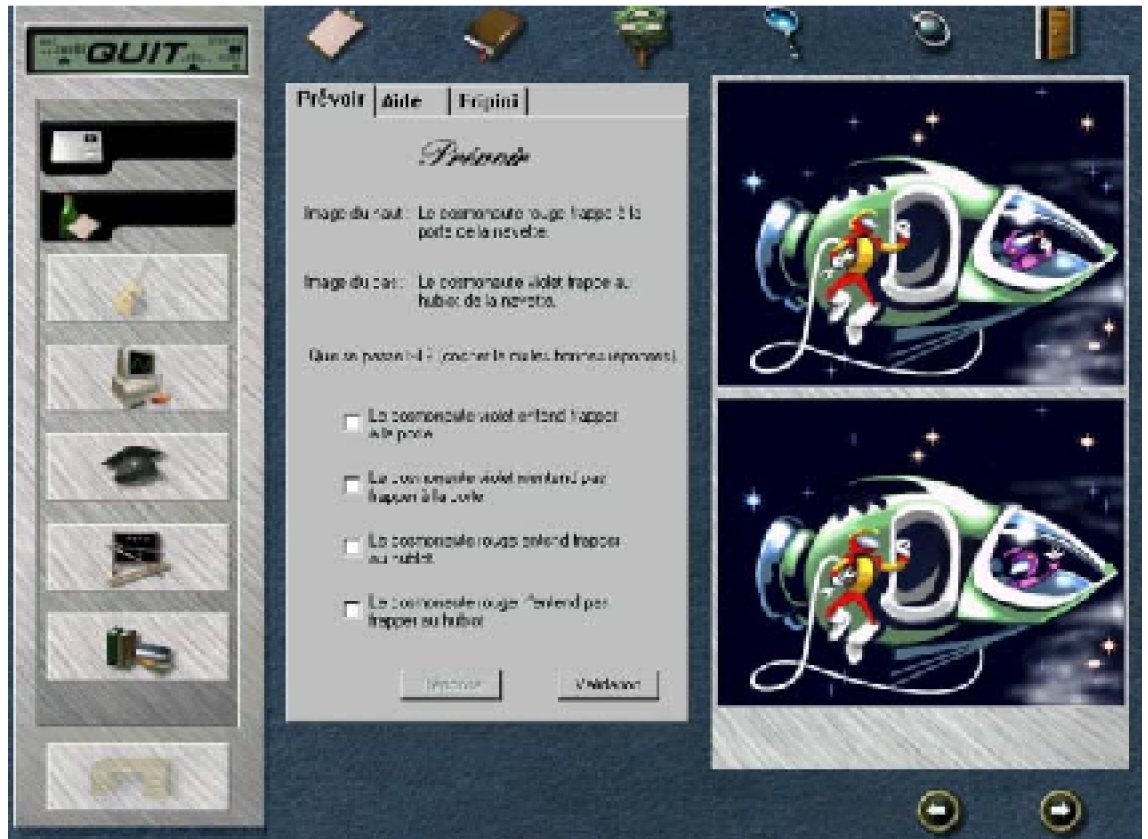 QUIT
Prévoir Aide Fripini
Prévoir
Image du haut : Le cosmonaute rouge frappe à la
porte de la navette.
Image du bas : Le cosmonaute violet frappe au
hublot de la navette.
Que se passe t-il ? (cocher la ou les bonnes réponses).
Le cosmonaute violet entend frapper
à la porte
Le cosmonaute violet n'entend pas
frapper à la porte
Le cosmonaute rouge entend frapper
au hublot
Le cosmonaute rouge n'entend pas
frapper au hublot
Réponse Validation